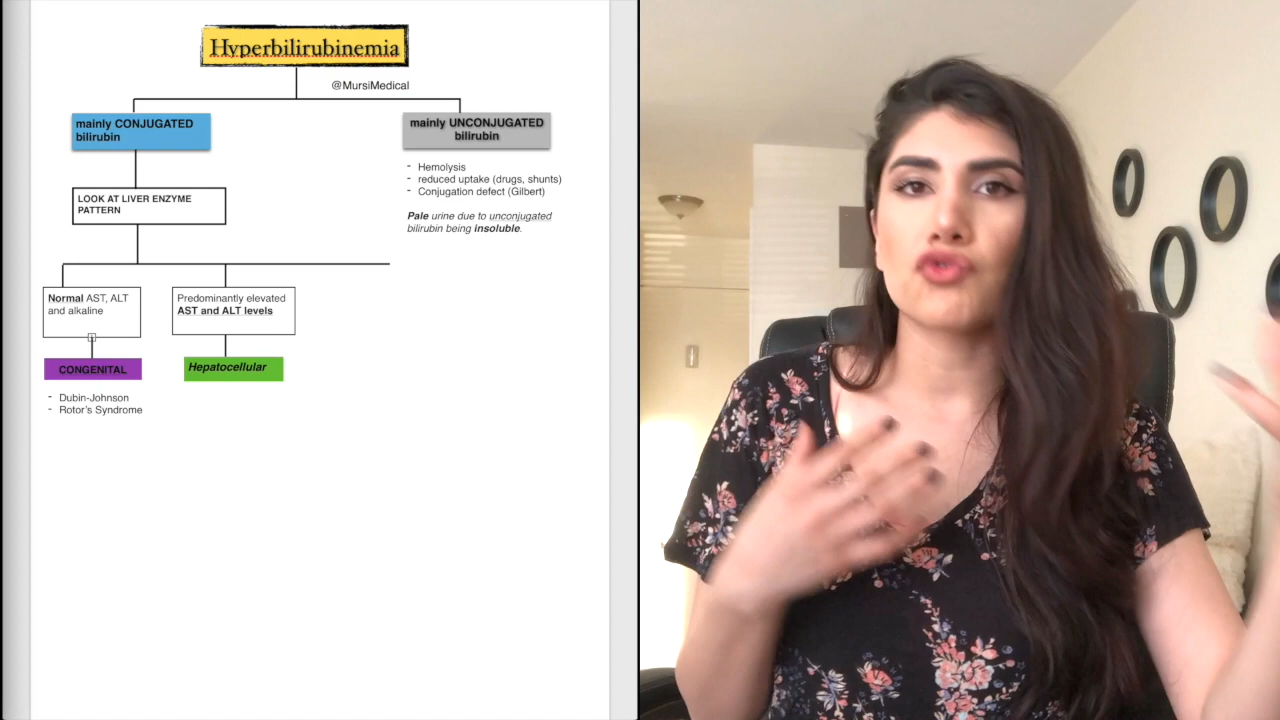 Hyperbilirubinemia
@MursiMedical
mainly CONJUGATED
bilirubin
mainly UNCONJUGATED
bilirubin
- Hemolysis
- reduced uptake (drugs, shunts)
- Conjugation defect (Gilbert)
Pale urine due to unconjugated
bilirubin being insoluble.
LOOK AT LIVER ENZYME
PATTERN
Normal AST, ALT
and alkaline
Predominantly elevated
AST and ALT levels
CONGENITAL
Hepatocellular
- Dubin-Johnson
- Rotor's Syndrome